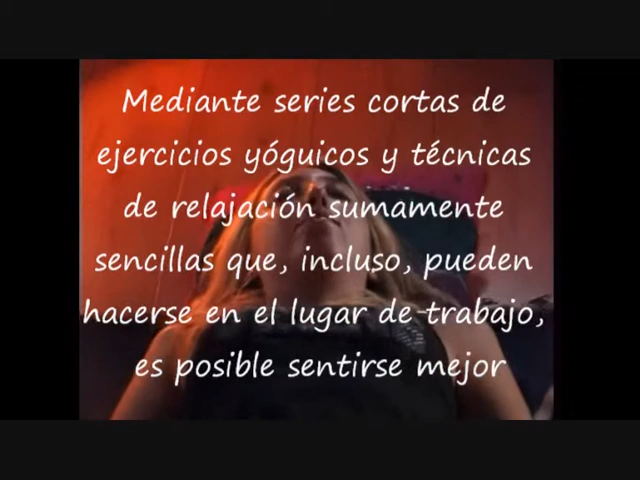 Mediante series cortas de
ejercicios yóguicos y técnicas
de relajación sumamente
sencillas que, incluso, pueden
hacerse en el lugar de trabajo,
es posible sentirse mejor